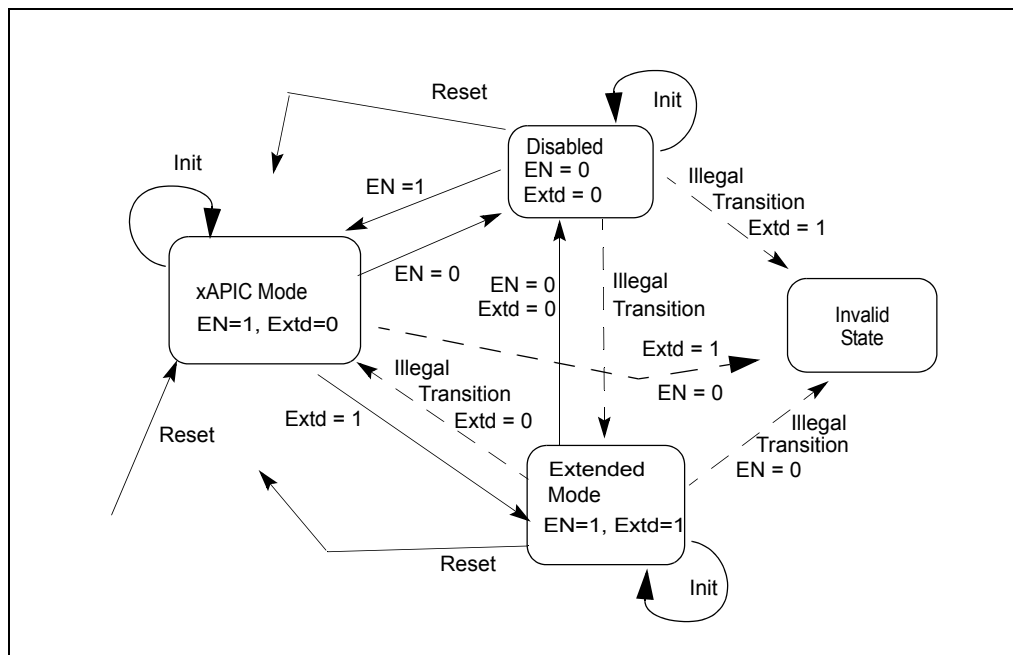 Reset
Init
Disabled
EN = 0
Extd = 0
Init
EN =1
Illegal
Transition
Extd = 1
xAPIC Mode
EN=1, Extd=0
EN = 0
EN = 0
Extd = 0
Illegal
Transition
Invalid
State
Extd = 1
EN = 0
Illegal
Transition
Extd = 0
Extd = 1
Reset
Illegal
Transition
EN = 0
Extended
Mode
EN=1, Extd=1
Reset
Init